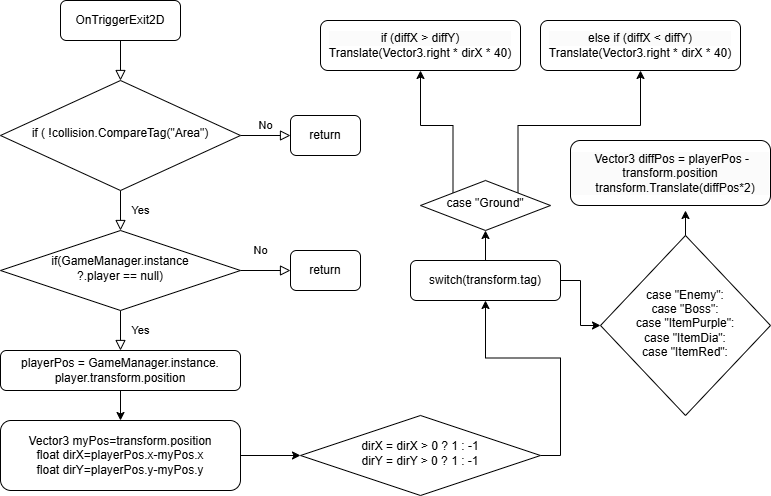 OnTriggerExit2D
if ( !collision.CompareTag("Area")
No
return
Yes
if(GameManager.instance
?.player == null)
No
return
Yes
playerPos = GameManager.instance.
player.transform.position
Vector3 myPos=transform.position
float dirX=playerPos.x-myPos.x
float dirY=playerPos.y-myPos.y
dirX = dirX > 0 ? 1 : -1
dirY = dirY > 0 ? 1 : -1
switch(transform.tag)
case "Ground"
if (diffX > diffY)
Translate(Vector3.right * dirX * 40)
else if (diffX < diffY)
Translate(Vector3.right * dirX * 40)
case "Enemy":
case "Boss":
case "ItemPurple":
case "ItemDia":
case "ItemRed":
Vector3 diffPos = playerPos -
transform.position
transform.Translate(diffPos*2)